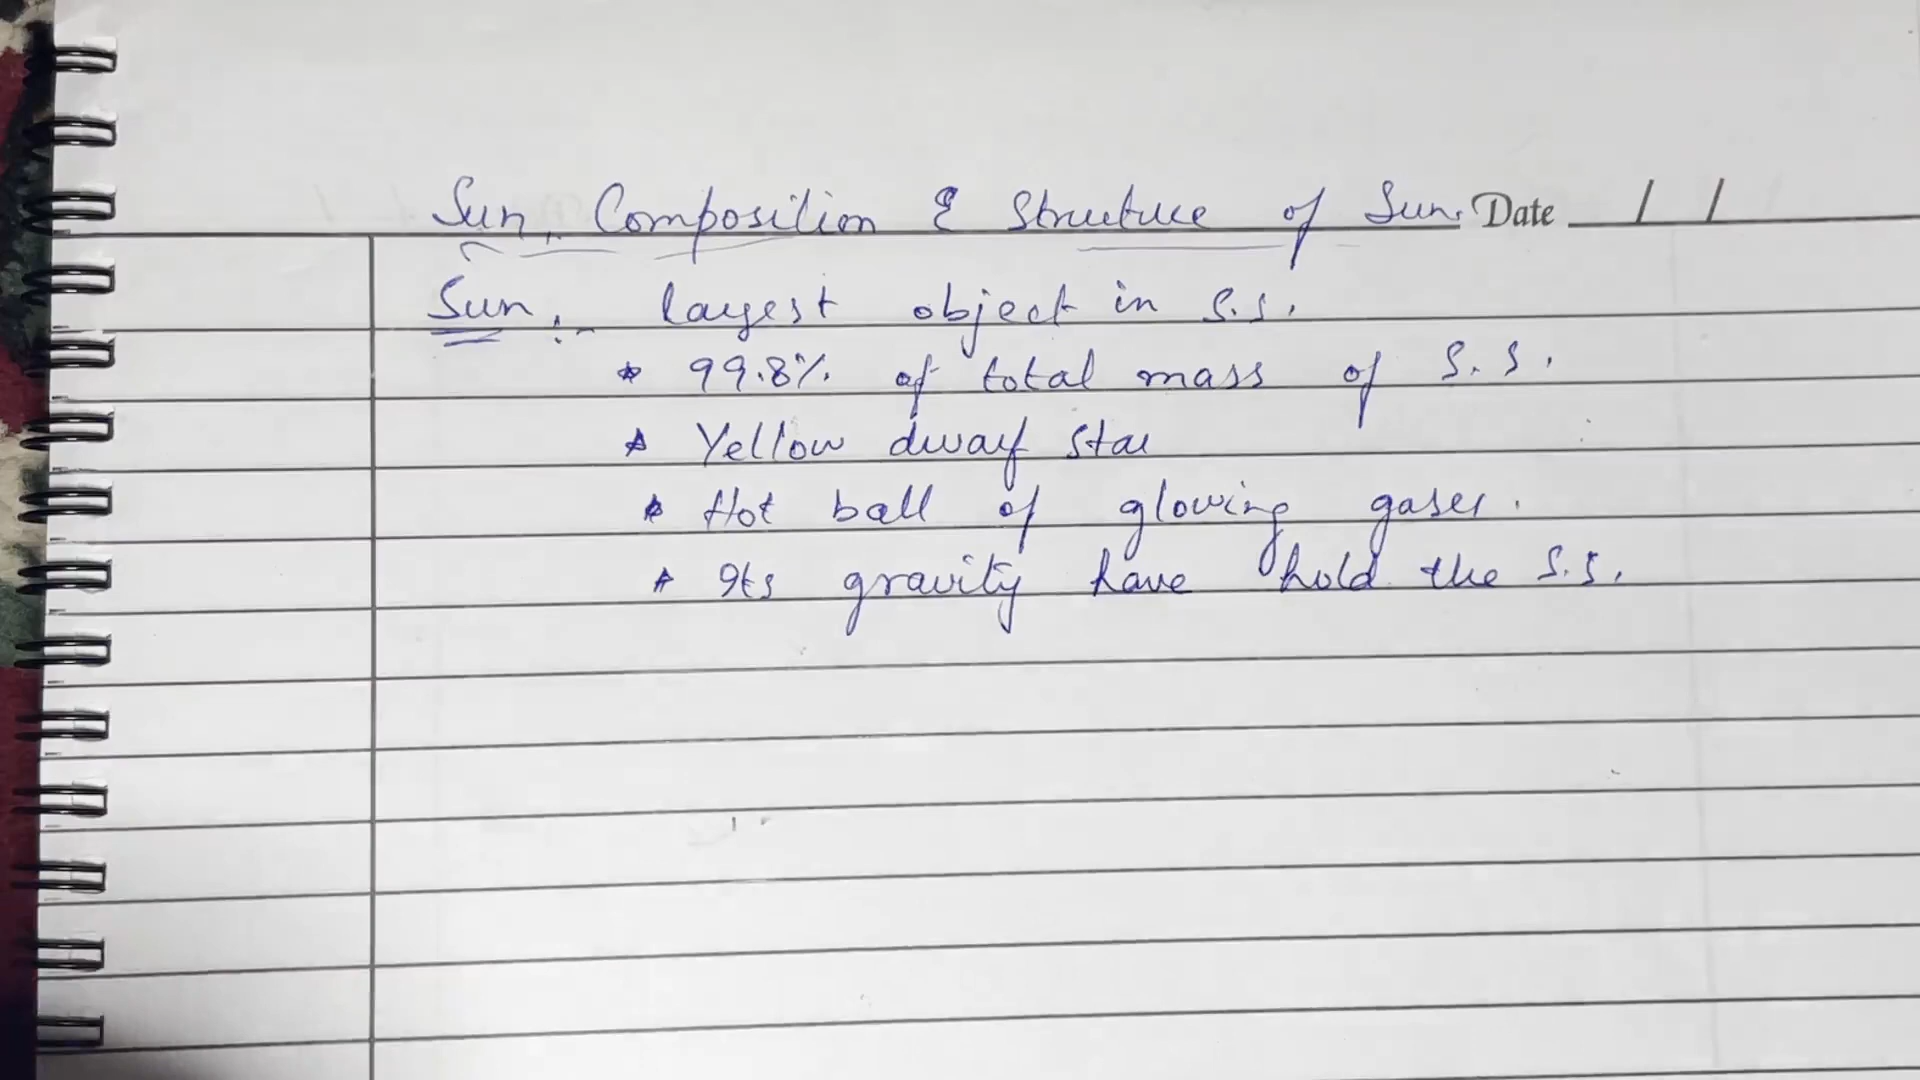 Sun, Composition & Structure of Sun. Date / /
Sun :- largest object in S.S.
* 99.8% of total mass of S.S.
* Yellow dwarf star
* Hot ball of glowing gases.
* Its gravity have hold the S.S.